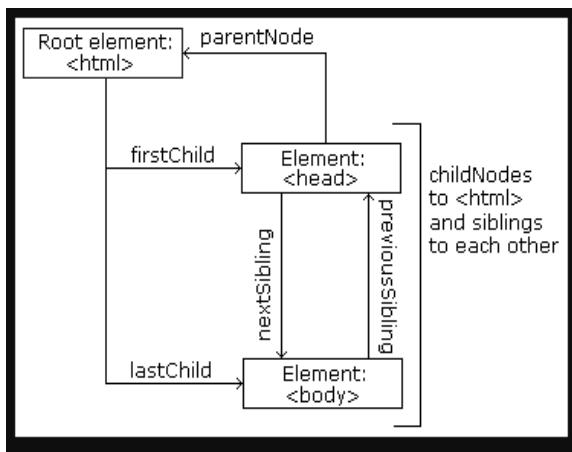 Root element:
<html>
parentNode
firstChild
Element:
<head>
childNodes
to <html>
and siblings
to each other
nextSibling
previousSibling
lastChild
Element:
<body>